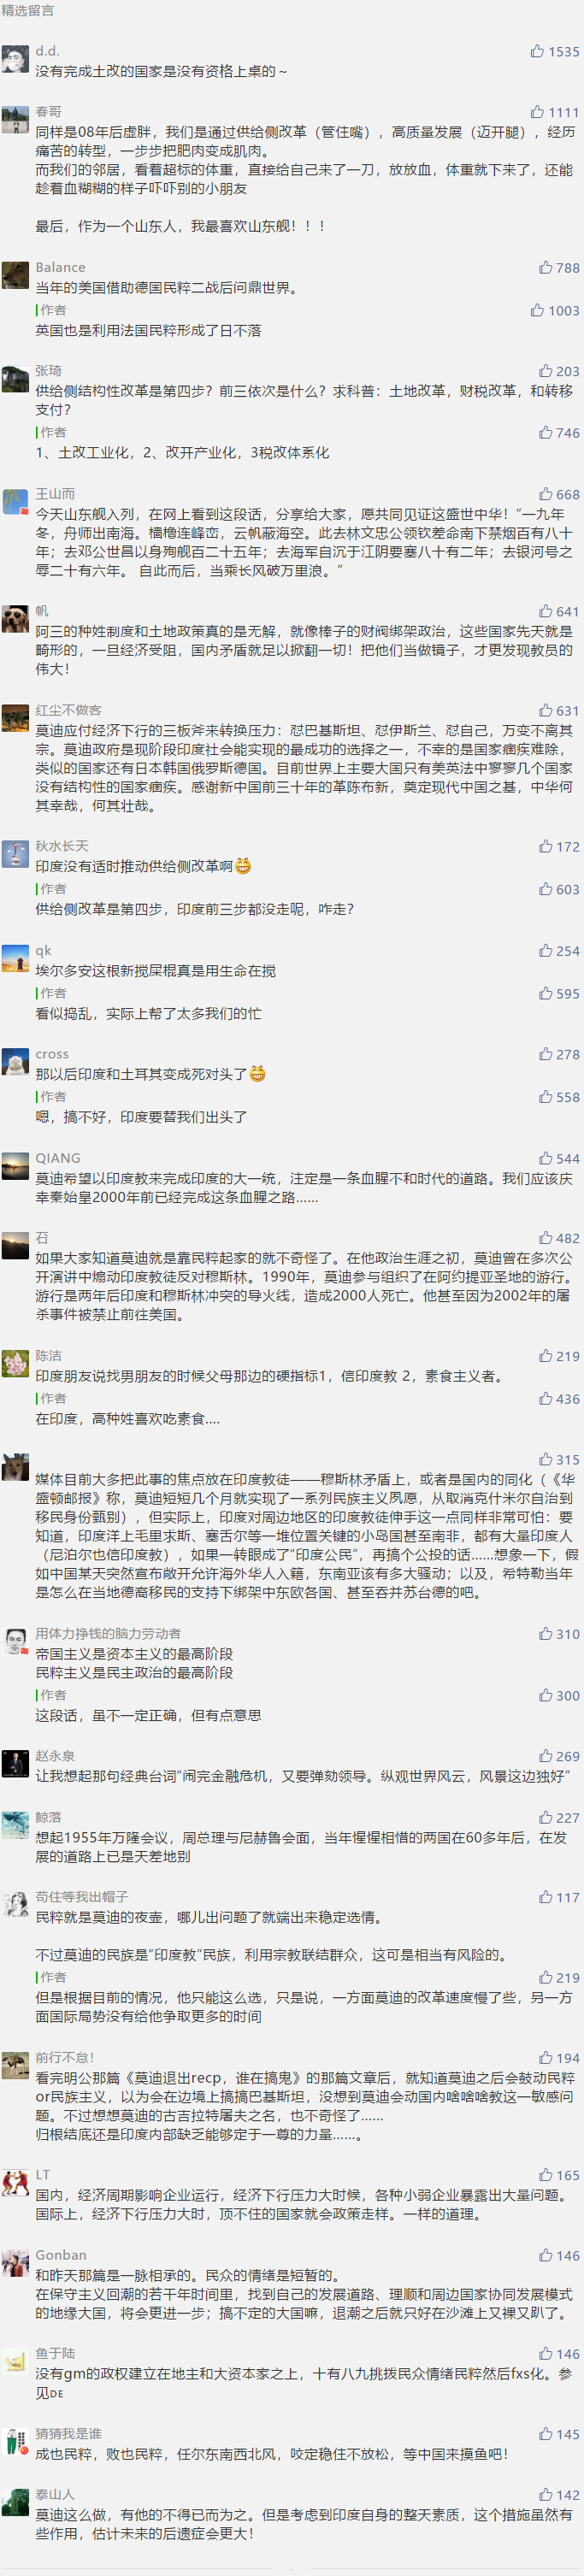 精选留言
d.d.
1535
没有完成土改的国家是没有资格上桌的～
春哥
1111
同样是08年后虚胖，我们是通过供给侧改革（管住嘴），高质量发展（迈开腿），经历
痛苦的转型，一步步把肥肉变成肌肉。
而我们的邻居，看着超标的体重，直接给自己来了一刀，放放血，体重就下来了，还能
趁着血糊糊的样子吓吓别的小朋友
最后，作为一个山东人，我最喜欢山东舰！！！
Balance
788
当年的美国借助德国民粹二战后问鼎世界。
作者
1003
英国也是利用法国民粹形成了日不落
张琦
203
供给侧结构性改革是第四步？前三依次是什么？求科普：土地改革，财税改革，和转移
支付？
作者
746
1、土改工业化，2、改开产业化，3税改体系化
王山而
668
今天山东舰入列，在网上看到这段话，分享给大家，愿共同见证这盛世中华！“一九年
冬，舟师出南海。樯橹连峰峦，云帆蔽海空。此去林文忠公领钦差命南下禁烟百有八十
年；去邓公世昌以身殉舰百二十五年；去海军自沉于江阴要塞八十有二年；去银河号之
辱二十有六年。 自此而后，当乘长风破万里浪。”
帆
641
阿三的种姓制度和土地政策真的是无解，就像棒子的财阀绑架政治，这些国家先天就是
畸形的，一旦经济受阻，国内矛盾就足以掀翻一切！把他们当做镜子，才更发现教员的
伟大！
红尘不做客
631
莫迪应付经济下行的三板斧来转换压力：怼巴基斯坦、怼伊斯兰、怼自己，万变不离其
宗。莫迪政府是现阶段印度社会能实现的最成功的选择之一，不幸的是国家痼疾难除，
类似的国家还有日本韩国俄罗斯德国。目前世界上主要大国只有美英法中寥寥几个国家
没有结构性的国家痼疾。感谢新中国前三十年的革陈布新，奠定现代中国之基，中华何
其幸哉，何其壮哉。
秋水长天
172
印度没有适时推动供给侧改革啊😁
作者
603
供给侧改革是第四步，印度前三步都没走呢，咋走？
qk
254
埃尔多安这根新搅屎棍真是用生命在搅
作者
595
看似捣乱，实际上帮了太多我们的忙
cross
278
那以后印度和土耳其变成死对头了😁
作者
558
嗯，搞不好，印度要替我们出头了
QIANG
544
莫迪希望以印度教来完成印度的大一统，注定是一条血腥不和时代的道路。我们应该庆
幸秦始皇2000年前已经完成这条血腥之路……
石
482
如果大家知道莫迪就是靠民粹起家的就不奇怪了。在他政治生涯之初，莫迪曾在多次公
开演讲中煽动印度教徒反对穆斯林。1990年，莫迪参与组织了在阿约提亚圣地的游行。
游行是两年后印度和穆斯林冲突的导火线，造成2000人死亡。他甚至因为2002年的屠
杀事件被禁止前往美国。
陈洁
219
印度朋友说找男朋友的时候父母那边的硬指标1，信印度教 2，素食主义者。
作者
436
在印度，高种姓喜欢吃素食....
315
媒体目前大多把此事的焦点放在印度教徒——穆斯林矛盾上，或者是国内的同化（《华
盛顿邮报》称，莫迪短短几个月就实现了一系列民族主义夙愿，从取消克什米尔自治到
移民身份甄别），但实际上，印度对周边地区的印度教徒伸手这一点同样非常可怕：要
知道，印度洋上毛里求斯、塞舌尔等一堆位置关键的小岛国甚至南非，都有大量印度人
（尼泊尔也信印度教），如果一转眼成了“印度公民”，再搞个公投的话……想象一下，假
如中国某天突然宣布敞开允许海外华人入籍，东南亚该有多大骚动；以及，希特勒当年
是怎么在当地德裔移民的支持下绑架中东欧各国、甚至吞并苏台德的吧。
用体力挣钱的脑力劳动者
310
帝国主义是资本主义的最高阶段
民粹主义是民主政治的最高阶段
作者
300
这段话，虽不一定正确，但有点意思
赵永泉
269
让我想起那句经典台词“闹完金融危机，又要弹劾领导。纵观世界风云，风景这边独好”
鲸落
227
想起1955年万隆会议，周总理与尼赫鲁会面，当年惺惺相惜的两国在60多年后，在发
展的道路上已是天差地别
苟住等我出帽子
117
民粹就是莫迪的夜壶，哪儿出问题了就端出来稳定选情。
不过莫迪的民族是“印度教”民族，利用宗教联结群众，这可是相当有风险的。
作者
219
但是根据目前的情况，他只能这么选，只是说，一方面莫迪的改革速度慢了些，另一方
面国际局势没有给他争取更多的时间
前行不怠！
194
看完明公那篇《莫迪退出recp，谁在搞鬼》的那篇文章后，就知道莫迪之后会鼓动民粹
or民族主义，以为会在边境上搞搞巴基斯坦，没想到莫迪会动国内啥啥啥教这一敏感问
题。不过想想莫迪的古吉拉特屠夫之名，也不奇怪了……
归根结底还是印度内部缺乏能够定于一尊的力量……。
LT
165
国内，经济周期影响企业运行，经济下行压力大时候，各种小弱企业暴露出大量问题。
国际上，经济下行压力大时，顶不住的国家就会政策走样。一样的道理。
Gonban
146
和昨天那篇是一脉相承的。民众的情绪是短暂的。
在保守主义回潮的若干年时间里，找到自己的发展道路、理顺和周边国家协同发展模式
的地缘大国，将会更进一步；搞不定的大国嘛，退潮之后就只好在沙滩上又裸又趴了。
鱼于陆
146
没有gm的政权建立在地主和大资本家之上，十有八九挑拨民众情绪民粹然后fxs化。参
见🇩🇪
猜猜我是谁
145
成也民粹，败也民粹，任尔东南西北风，咬定稳住不放松，等中国来摸鱼吧！
泰山人
142
莫迪这么做，有他的不得已而为之。但是考虑到印度自身的整天素质，这个措施虽然有
些作用，估计未来的后遗症会更大！